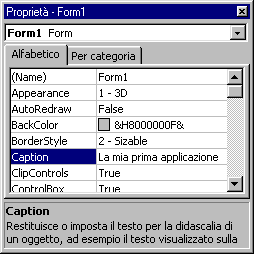 Proprietà - Form1
Form1 Form
Alfabetico Per categoria
(Name) Form1
Appearance 1 - 3D
AutoRedraw False
BackColor &H8000000F&
BorderStyle 2 - Sizable
Caption La mia prima applicazione
ClipControls True
ControlBox True
Caption
Restituisce o imposta il testo per la didascalia di
un oggetto, ad esempio il testo visualizzato sulla